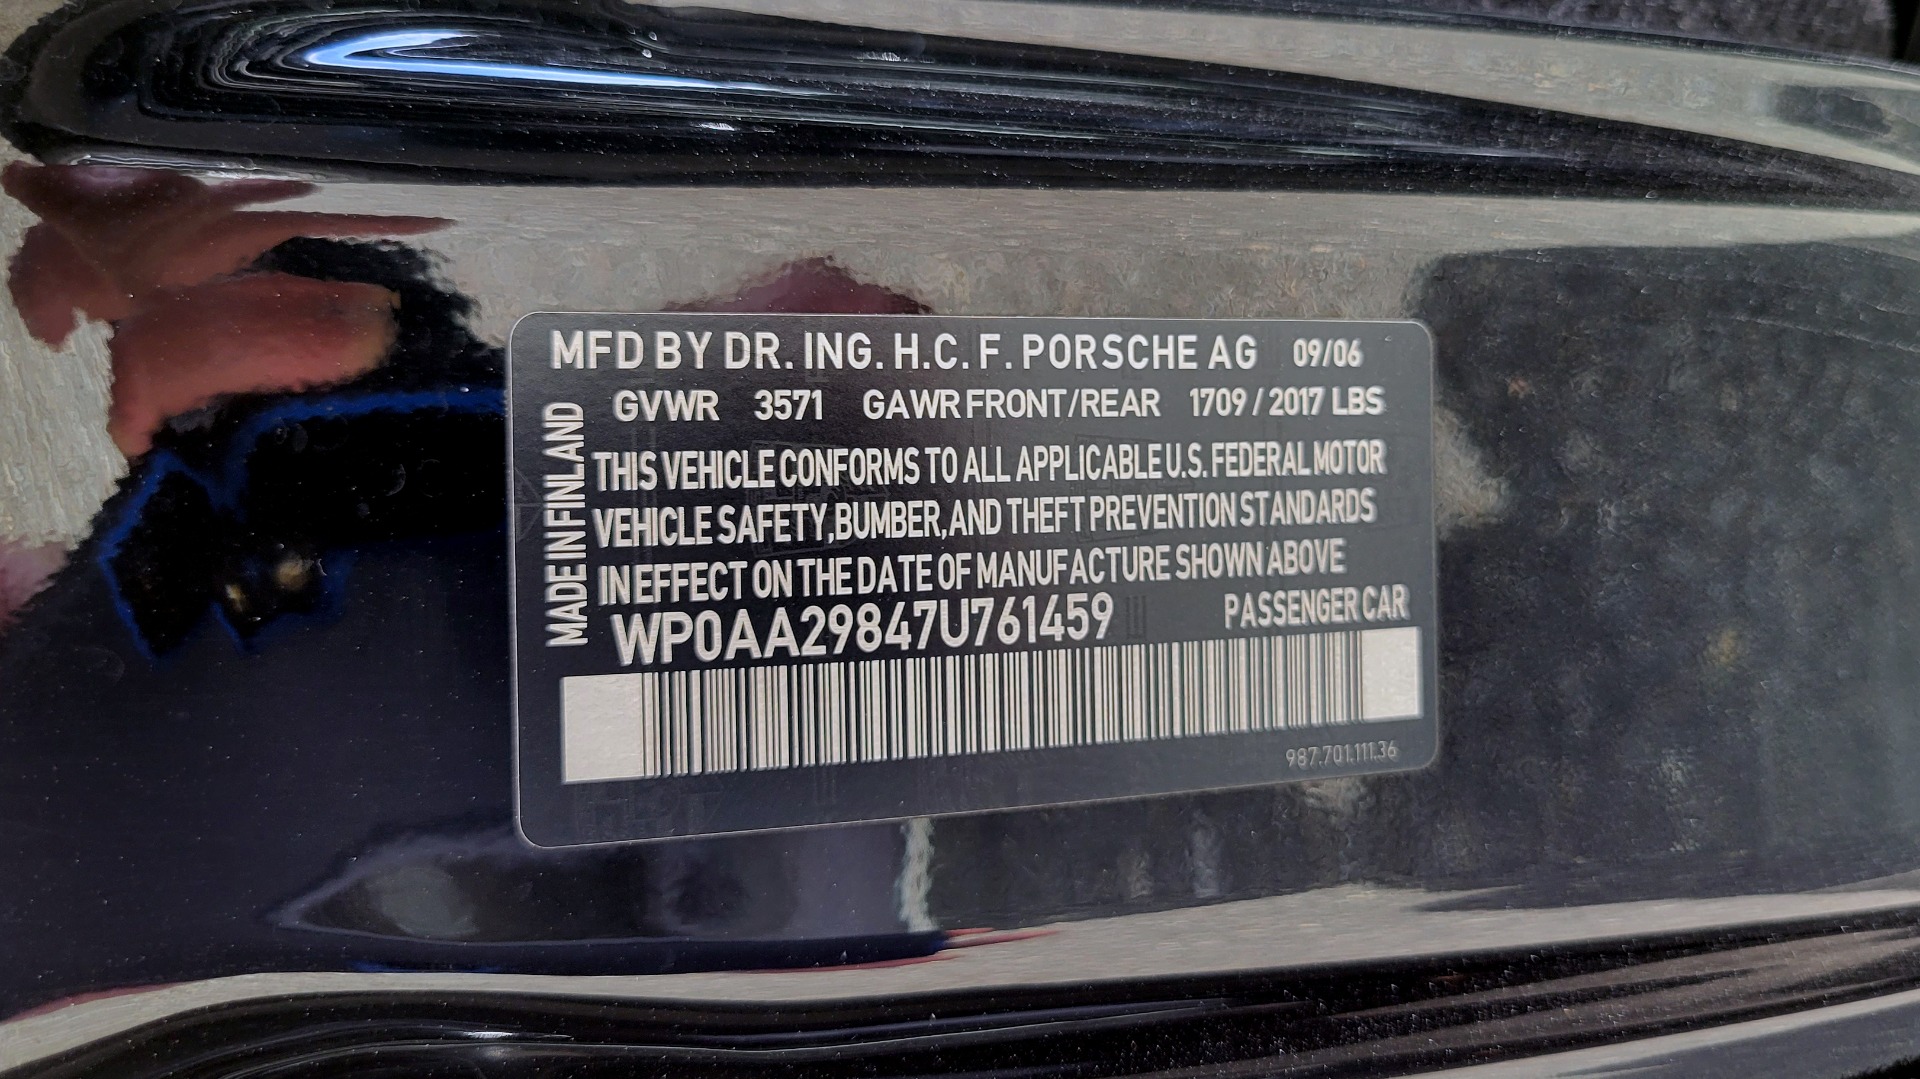 MFD BY DR. ING. H.C. F. PORSCHE AG 09/06
GVWR 3571 GAWR FRONT/REAR 1709 / 2017 LBS
MADE IN FINLAND
THIS VEHICLE CONFORMS TO ALL APPLICABLE U.S. FEDERAL MOTOR
VEHICLE SAFETY, BUMBER, AND THEFT PREVENTION STANDARDS
IN EFFECT ON THE DATE OF MANUFACTURE SHOWN ABOVE
WP0AA29847U761459 PASSENGER CAR
987.701.111.36